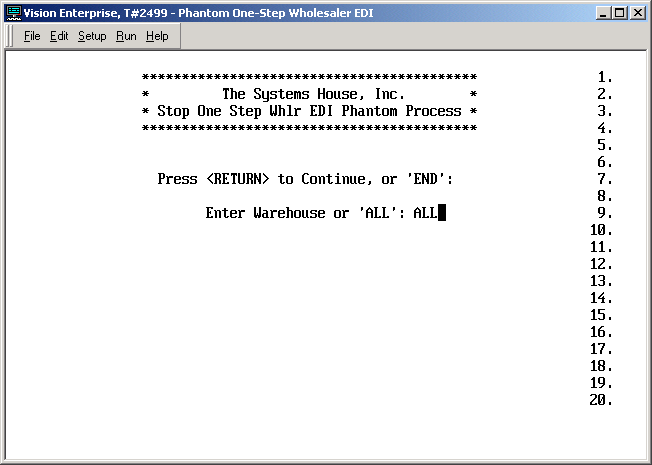 Vision Enterprise, T#2499 - Phantom One-Step Wholesaler EDI
File Edit Setup Run Help
****************************************** 1.
* The Systems House, Inc. * 2.
* Stop One Step Whlr EDI Phantom Process * 3.
****************************************** 4.
5.
6.
Press <RETURN> to Continue, or 'END': 7.
8.
Enter Warehouse or 'ALL': ALL 9.
10.
11.
12.
13.
14.
15.
16.
17.
18.
19.
20.